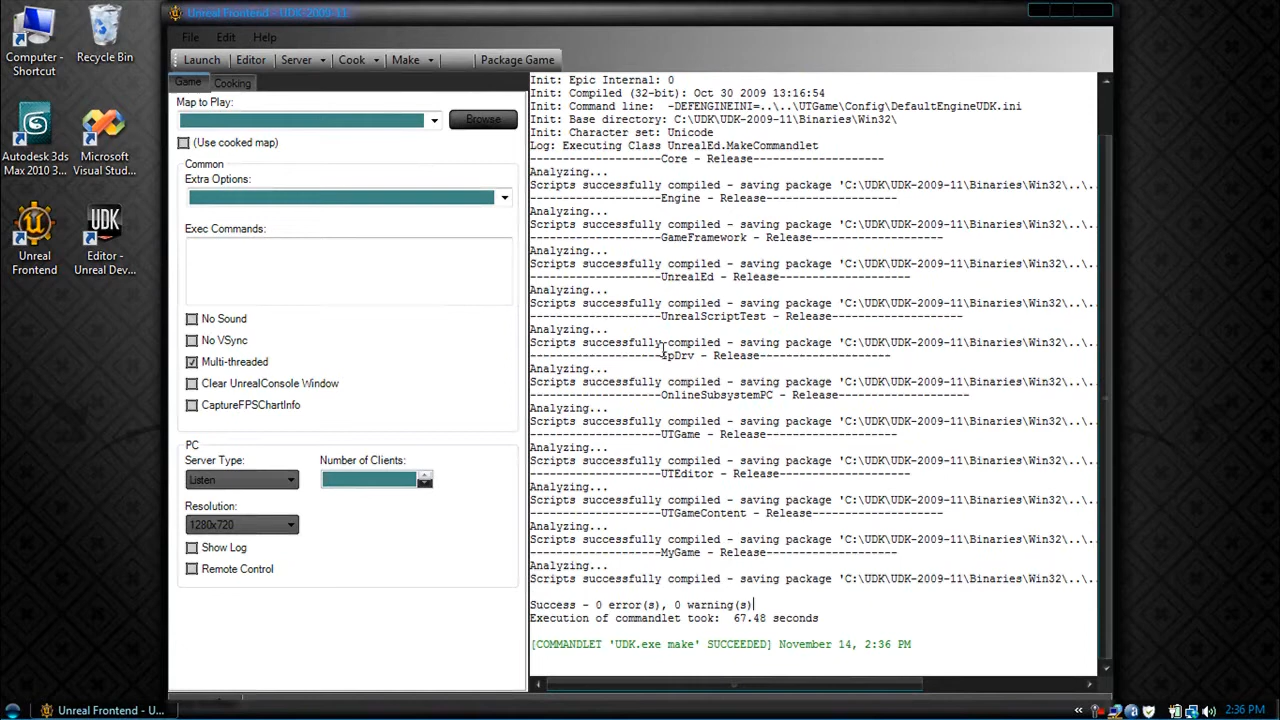 Unreal Frontend - UDK-2009-11
File Edit Help
Launch Editor Server Cook Make Package Game
Game Cooking
Map to Play:
Browse
(Use cooked map)
Common
Extra Options:
Exec Commands:
No Sound
No VSync
Multi-threaded
Clear UnrealConsole Window
CaptureFPSChartInfo
PC
Server Type:
Number of Clients:
Listen
Resolution:
1280x720
Show Log
Remote Control
Init: Epic Internal: 0
Init: Compiled (32-bit): Oct 30 2009 13:16:54
Init: Command line: -DEFENGINEINI=..\..\UTGame\Config\DefaultEngineUDK.ini
Init: Base directory: C:\UDK\UDK-2009-11\Binaries\Win32\
Init: Character set: Unicode
Log: Executing Class UnrealEd.MakeCommandlet
--------------------Core - Release--------------------
Analyzing...
Scripts successfully compiled - saving package 'C:\UDK\UDK-2009-11\Binaries\Win32\..\..
--------------------Engine - Release--------------------
Analyzing...
Scripts successfully compiled - saving package 'C:\UDK\UDK-2009-11\Binaries\Win32\..\..
--------------------GameFramework - Release--------------------
Analyzing...
Scripts successfully compiled - saving package 'C:\UDK\UDK-2009-11\Binaries\Win32\..\..
--------------------UnrealEd - Release--------------------
Analyzing...
Scripts successfully compiled - saving package 'C:\UDK\UDK-2009-11\Binaries\Win32\..\..
--------------------UnrealScriptTest - Release--------------------
Analyzing...
Scripts successfully compiled - saving package 'C:\UDK\UDK-2009-11\Binaries\Win32\..\..
--------------------IpDrv - Release--------------------
Analyzing...
Scripts successfully compiled - saving package 'C:\UDK\UDK-2009-11\Binaries\Win32\..\..
--------------------OnlineSubsystemPC - Release--------------------
Analyzing...
Scripts successfully compiled - saving package 'C:\UDK\UDK-2009-11\Binaries\Win32\..\..
--------------------UTGame - Release--------------------
Analyzing...
Scripts successfully compiled - saving package 'C:\UDK\UDK-2009-11\Binaries\Win32\..\..
--------------------UTEditor - Release--------------------
Analyzing...
Scripts successfully compiled - saving package 'C:\UDK\UDK-2009-11\Binaries\Win32\..\..
--------------------UTGameContent - Release--------------------
Analyzing...
Scripts successfully compiled - saving package 'C:\UDK\UDK-2009-11\Binaries\Win32\..\..
--------------------MyGame - Release--------------------
Analyzing...
Scripts successfully compiled - saving package 'C:\UDK\UDK-2009-11\Binaries\Win32\..\..
Success - 0 error(s), 0 warning(s)
Execution of commandlet took: 67.48 seconds
[COMMANDLET 'UDK.exe make' SUCCEEDED] November 14, 2:36 PM
Computer -
Shortcut
Recycle Bin
Autodesk 3ds
Max 2010 3...
Microsoft
Visual Stud...
Unreal
Frontend
UDK
Editor -
Unreal Dev...
Unreal Frontend - U...
2:36 PM